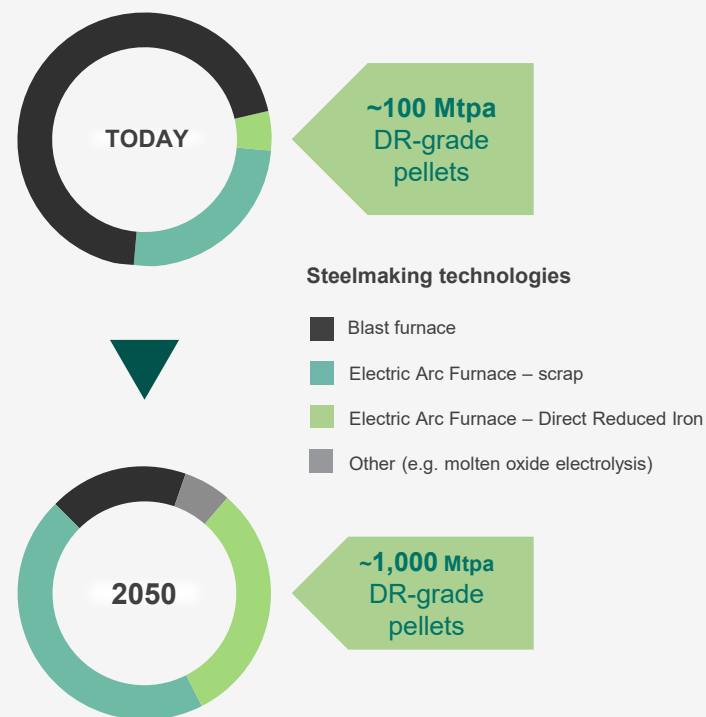 TODAY
~100 Mtpa
DR-grade
pellets
Steelmaking technologies
Blast furnace
Electric Arc Furnace – scrap
Electric Arc Furnace – Direct Reduced Iron
Other (e.g. molten oxide electrolysis)
2050
~1,000 Mtpa
DR-grade
pellets